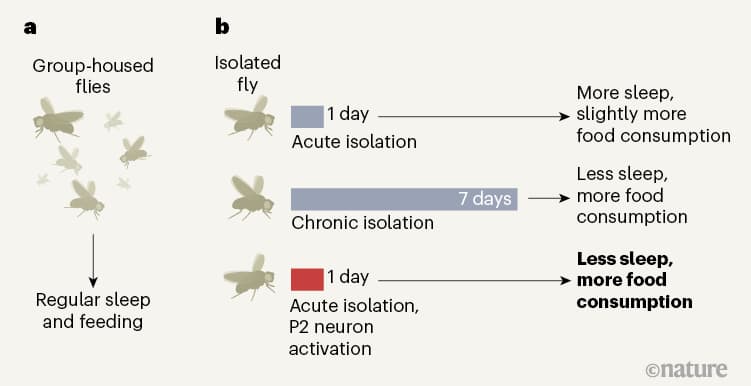 a
Group-housed
flies
Regular sleep
and feeding
b
Isolated
fly
1 day
Acute isolation
More sleep,
slightly more
food consumption
7 days
Chronic isolation
Less sleep,
more food
consumption
1 day
Acute isolation,
P2 neuron
activation
Less sleep,
more food
consumption
©nature